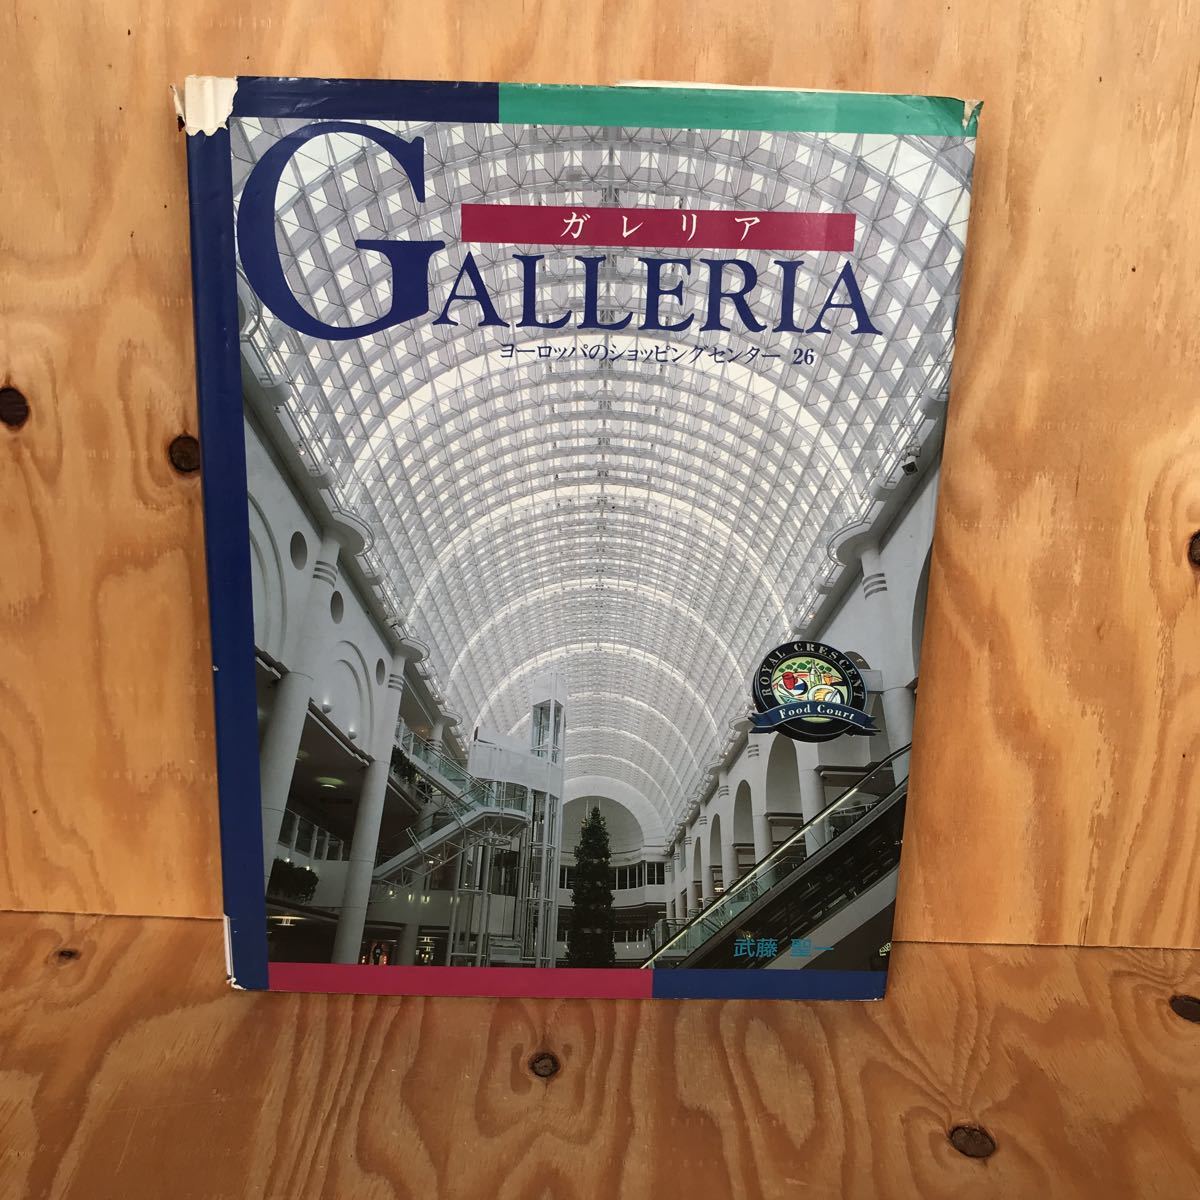 ガレリア
GALLERIA
ヨーロッパのショッピングセンター 26
ROYAL CRESCENT
Food Court
武藤 聖一